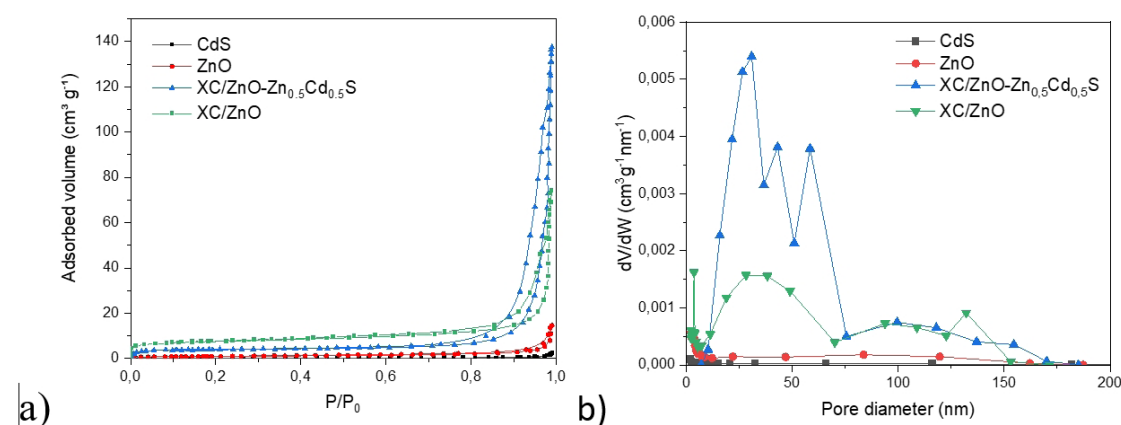 140
120
100
80
60
40
20
0
Adsorbed volume (cm³ g⁻¹)
CdS
ZnO
XC/ZnO-Zn₀.₅Cd₀.₅S
XC/ZnO
0,0 0,2 0,4 0,6 0,8 1,0
P/P₀
a)
0,006
0,005
0,004
0,003
0,002
0,001
0,000
dV/dW (cm³g⁻¹nm⁻¹)
CdS
ZnO
XC/ZnO-Zn₀,₅Cd₀,₅S
XC/ZnO
0 50 100 150 200
Pore diameter (nm)
b)